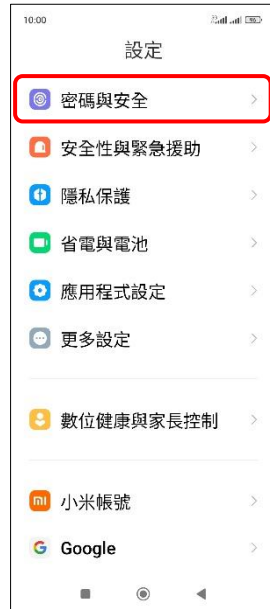 10:00
設定
密碼與安全
安全性與緊急援助
隱私保護
省電與電池
應用程式設定
更多設定
數位健康與家長控制
小米帳號
Google